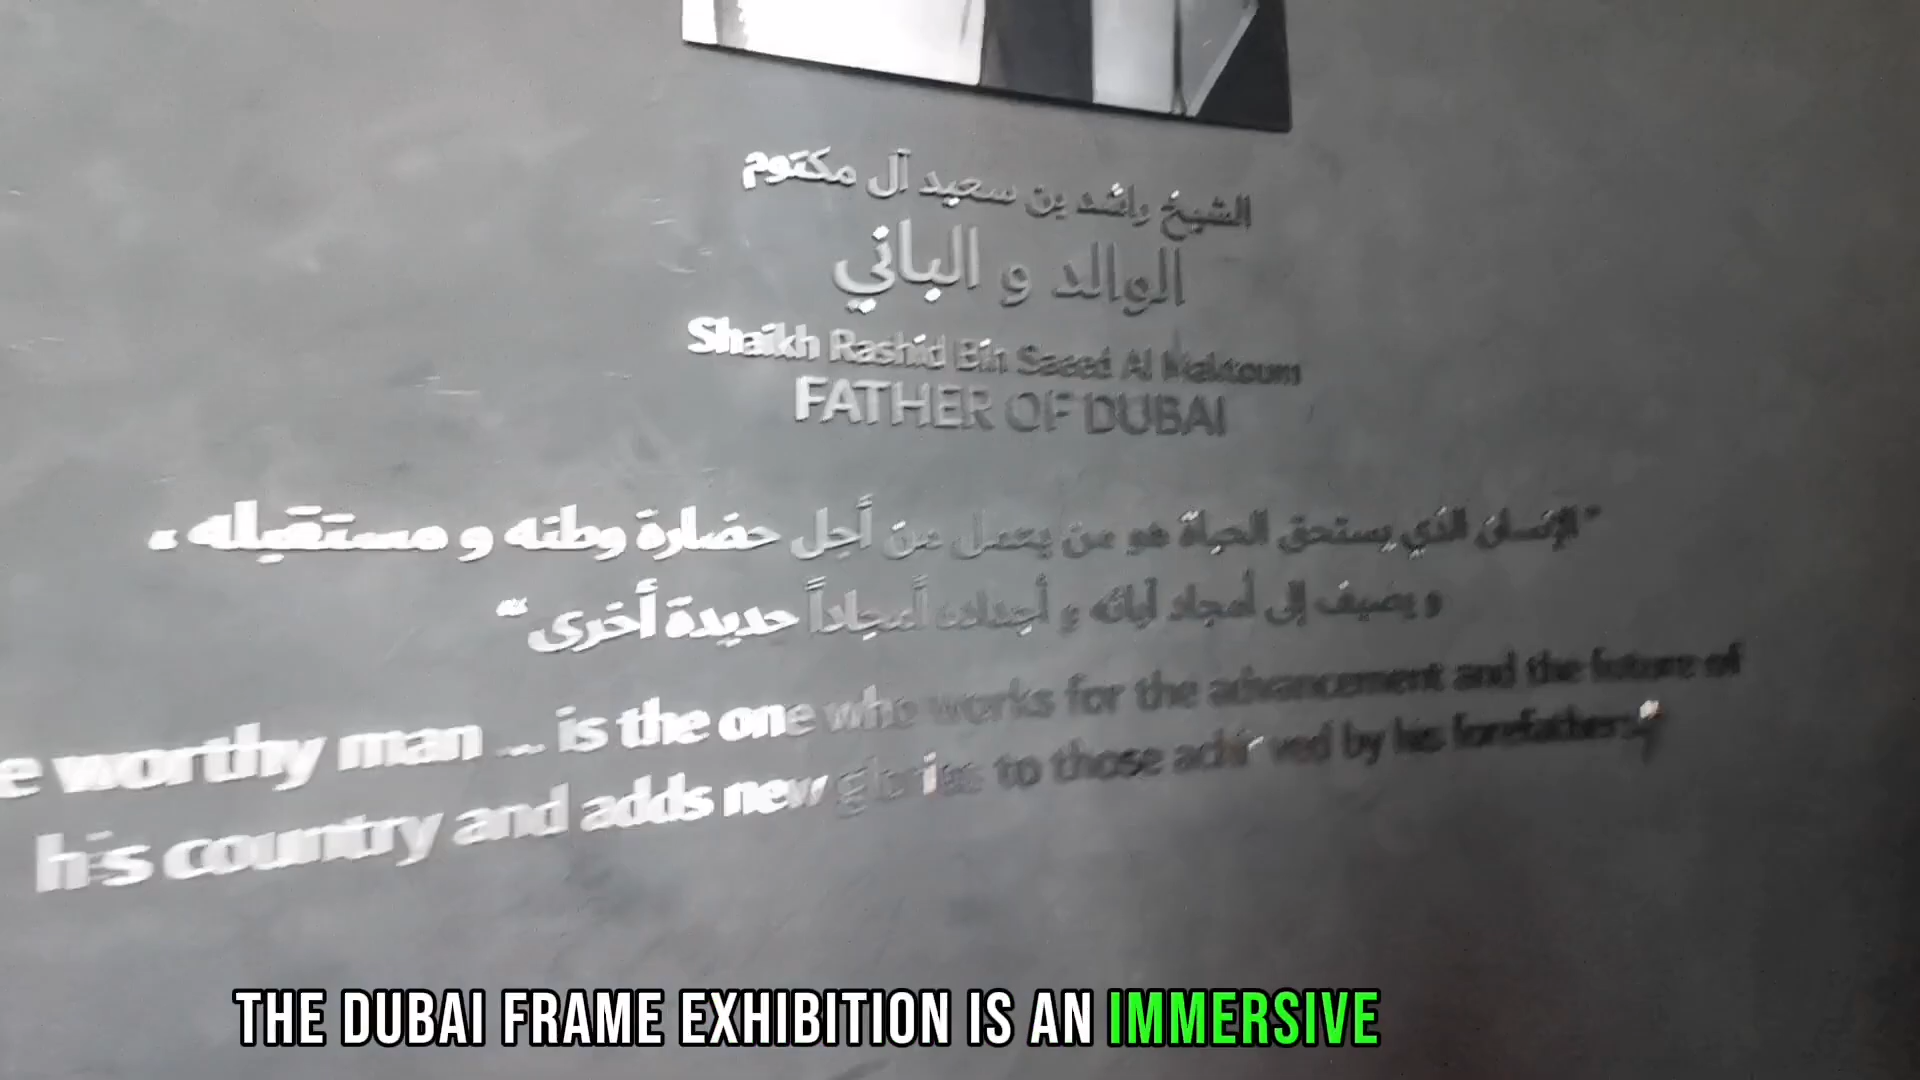 الشيخ راشد بن سعيد آل مكتوم
الوالد و الباني
Shaikh Rashid Bin Saeed Al Maktoum
FATHER OF DUBAI
"الإنسان الذي يستحق الحياة هو من يعمل من أجل حضارة وطنه و مستقبله،
و يضيف إلى أمجاد آبائه و أجداده أمجاداً جديدة أخرى"
e worthy man ... is the one who works for the advancement and the future of
his country and adds new glories to those achieved by his forefathers."
THE DUBAI FRAME EXHIBITION IS AN IMMERSIVE